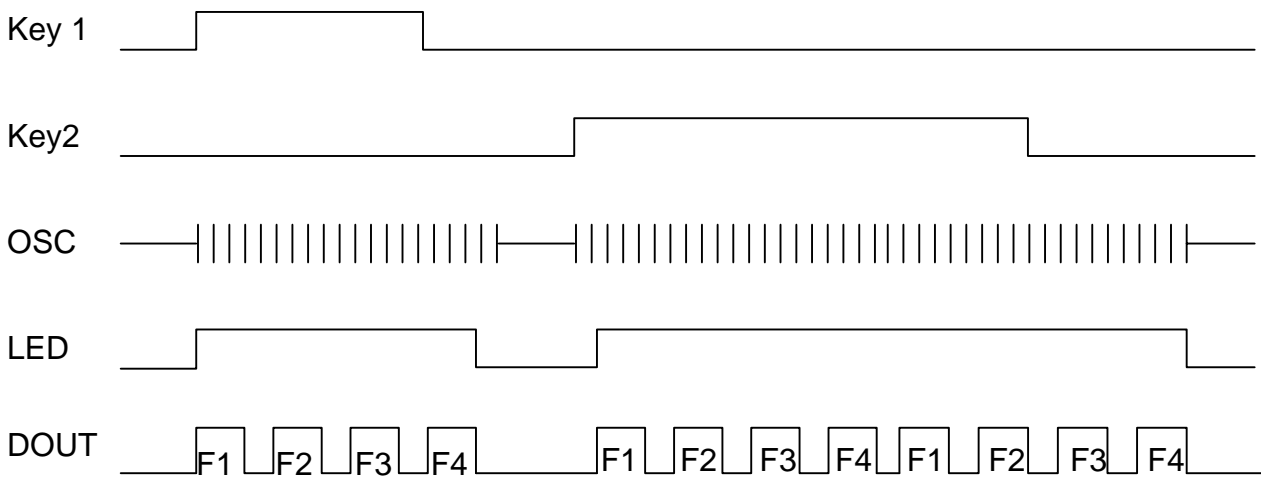 Key 1
Key2
OSC
LED
DOUT
F1 F2 F3 F4 F1 F2 F3 F4 F1 F2 F3 F4